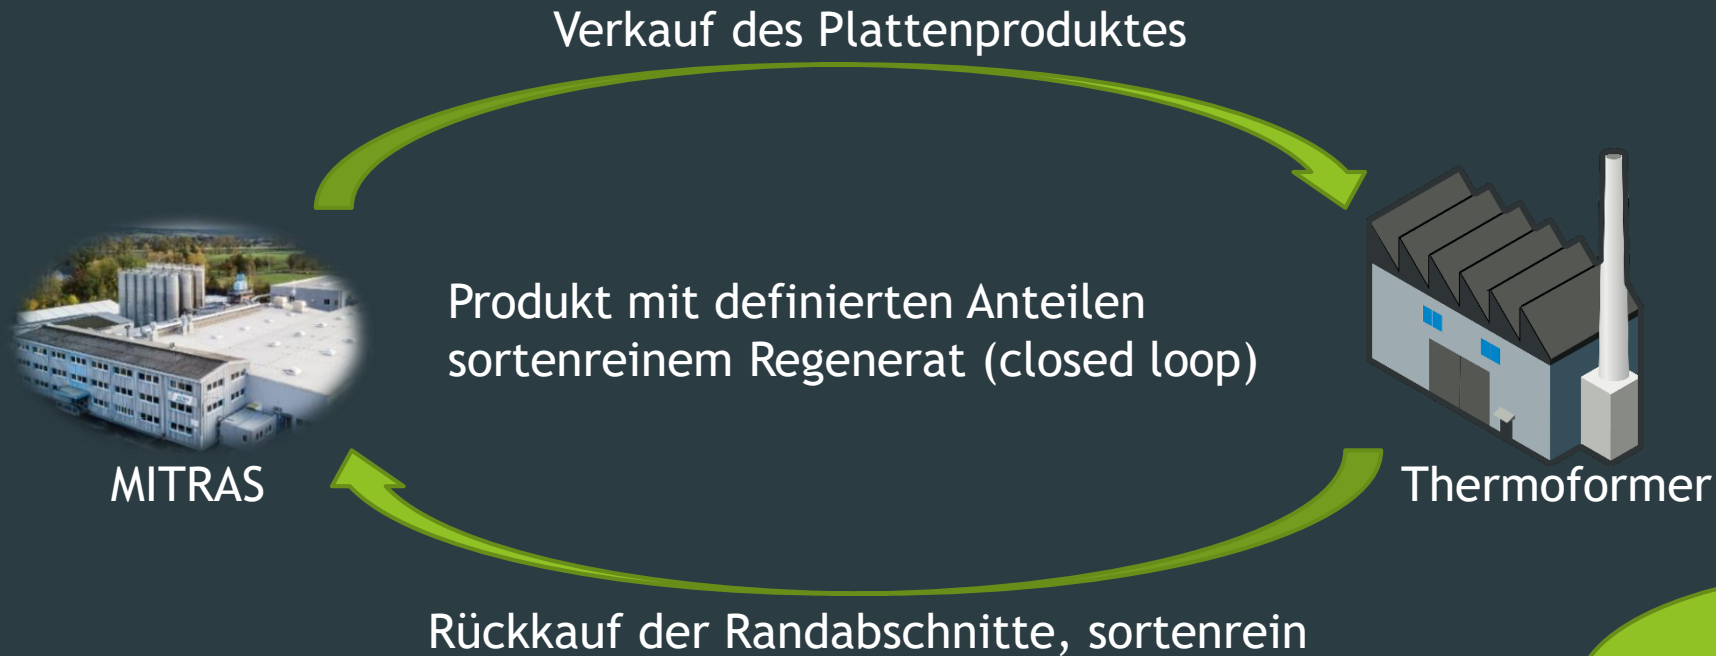 Verkauf des Plattenproduktes
Produkt mit definierten Anteilen
sortenreinem Regenerat (closed loop)
MITRAS
Thermoformer
Rückkauf der Randabschnitte, sortenrein